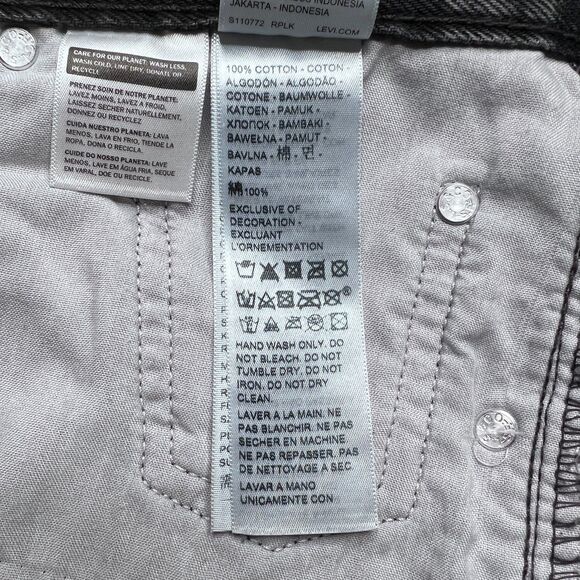 JAKARTA - INDONESIA
S110772 RPLK LEVI.COM
CARE FOR OUR PLANET: WASH LESS,
WASH COLD, LINE DRY, DONATE OR
RECYCLE
PRENEZ SOIN DE NOTRE PLANETE:
LAVEZ MOINS, LAVEZ A FROID,
LAISSEZ SECHER NATURELLEMENT,
DONNEZ OU RECYCLEZ
CUIDA NUESTRO PLANETA: LAVA
MENOS, LAVA EN FRIO, TIENDE LA
ROPA, DONA O RECICLA.
CUIDE DO NOSSO PLANETA: LAVE
MENOS, LAVE EM ÁGUA FRIA, SEQUE
EM VARAL, DOE OU RECICLE.
100% COTTON - COTON -
ALGODÓN - ALGODÃO -
COTONE - BAUMWOLLE -
KATOEN - PAMUK -
ХЛОПОК - BAMBAKI -
BAWEŁNA - PAMUT -
BAVLNA - 棉 - 면 -
KAPAS
綿100%
EXCLUSIVE OF
DECORATION -
EXCLUANT
L'ORNEMENTATION
HAND WASH ONLY. DO
NOT BLEACH. DO NOT
TUMBLE DRY. DO NOT
IRON. DO NOT DRY
CLEAN.
LAVER A LA MAIN. NE
PAS BLANCHIR. NE PAS
SECHER EN MACHINE.
NE PAS REPASSER. PAS
DE NETTOYAGE A SEC.
LAVAR A MANO
UNICAMENTE CON